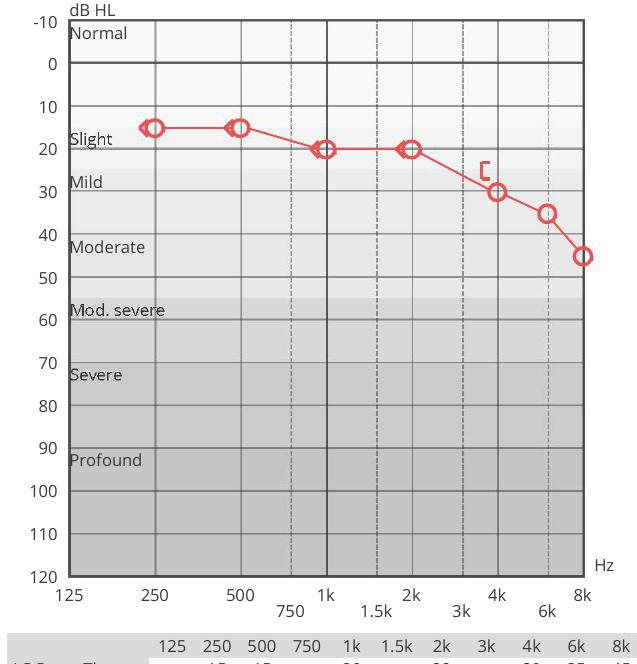 dB HL
-10
Normal
0
10
Slight
20
Mild
30
40
Moderate
50
Mod. severe
60
70
Severe
80
90
Profound
100
110
120
Hz
125 250 500 1k 2k 4k 8k
750 1.5k 3k 6k
125 250 500 750 1k 1.5k 2k 3k 4k 6k 8k